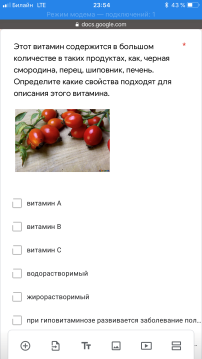 Билайн LTE 23:54 43 %
Режим модема — подключений: 1
docs.google.com
Этот витамин содержится в большом *
количестве в таких продуктах, как, черная
смородина, перец, шиповник, печень.
Определите какие свойства подходят для
описания этого витамина.
витамин А
витамин В
витамин С
водорастворимый
жирорастворимый
при гиповитаминозе развивается заболевание пол...
Тт